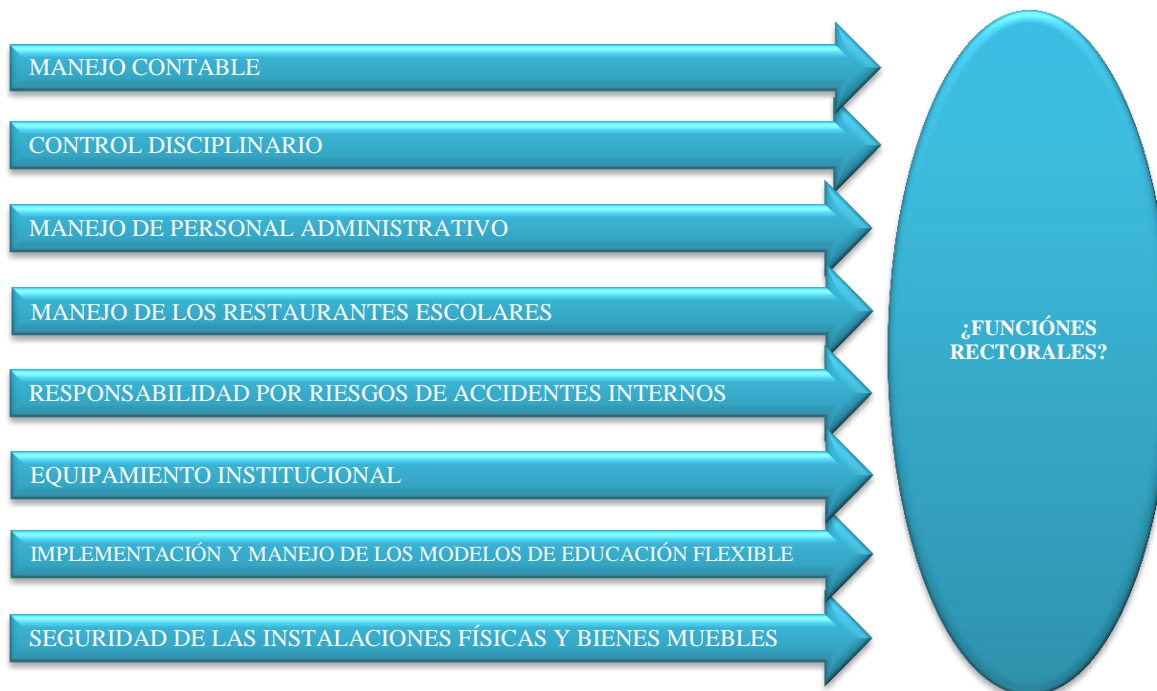 MANEJO CONTABLE
CONTROL DISCIPLINARIO
MANEJO DE PERSONAL ADMINISTRATIVO
MANEJO DE LOS RESTAURANTES ESCOLARES
RESPONSABILIDAD POR RIESGOS DE ACCIDENTES INTERNOS
EQUIPAMIENTO INSTITUCIONAL
IMPLEMENTACIÓN Y MANEJO DE LOS MODELOS DE EDUCACIÓN FLEXIBLE
SEGURIDAD DE LAS INSTALACIONES FÍSICAS Y BIENES MUEBLES
¿FUNCIÓNES
RECTORALES?